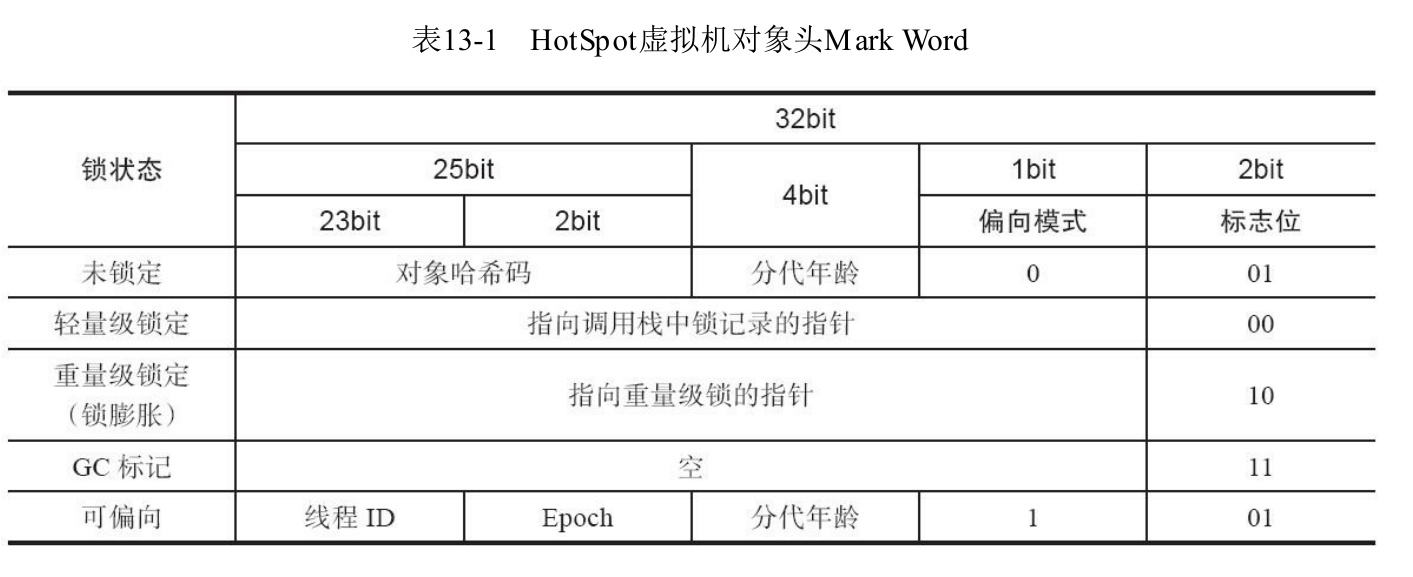 表13-1 HotSpot虚拟机对象头Mark Word
锁状态
32bit
25bit
4bit
1bit
2bit
23bit
2bit
偏向模式
标志位
未锁定
对象哈希码
分代年龄
0
01
轻量级锁定
指向调用栈中锁记录的指针
00
重量级锁定
（锁膨胀）
指向重量级锁的指针
10
GC 标记
空
11
可偏向
线程 ID
Epoch
分代年龄
1
01